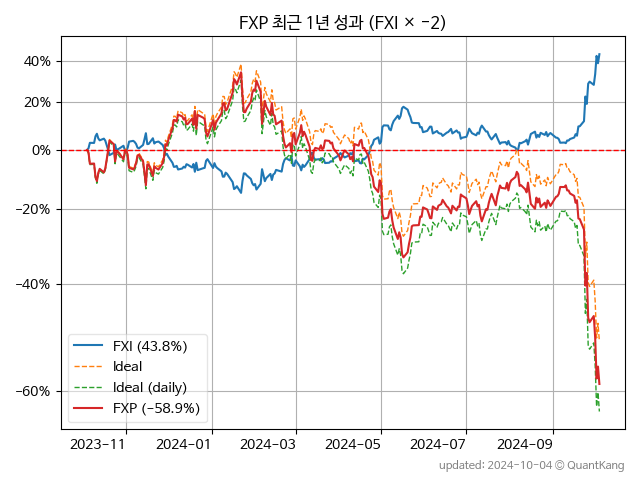 FXP 최근 1년 성과 (FXI × −2)
40%
20%
0%
−20%
−40%
−60%
FXI (43.8%)
Ideal
Ideal (daily)
FXP (−58.9%)
2023−11
2024−01
2024−03
2024−05
2024−07
2024−09
updated: 2024-10-04 © QuantKang